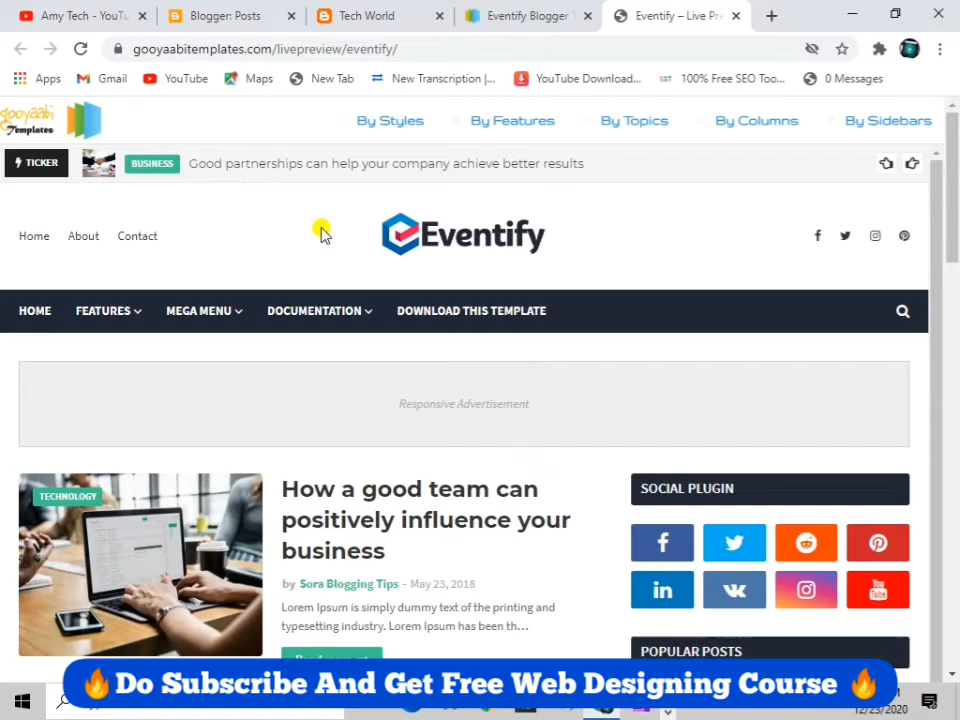 Amy Tech - YouTu
Blogger: Posts
Tech World
Eventify Blogger T
Eventify – Live Pre
gooyaabitemplates.com/livepreview/eventify/
Apps
Gmail
YouTube
Maps
New Tab
New Transcription |...
YouTube Download...
100% Free SEO Too...
0 Messages
gooyaabi
Templates
By Styles
By Features
By Topics
By Columns
By Sidebars
TICKER
BUSINESS
Good partnerships can help your company achieve better results
Home
About
Contact
Eventify
HOME
FEATURES
MEGA MENU
DOCUMENTATION
DOWNLOAD THIS TEMPLATE
Responsive Advertisement
TECHNOLOGY
How a good team can
positively influence your
business
by Sora Blogging Tips - May 23, 2018
Lorem Ipsum is simply dummy text of the printing and
typesetting industry. Lorem Ipsum has been th...
SOCIAL PLUGIN
You
Tube
POPULAR POSTS
🔥Do Subscribe And Get Free Web Designing Course 🔥
12/23/2020